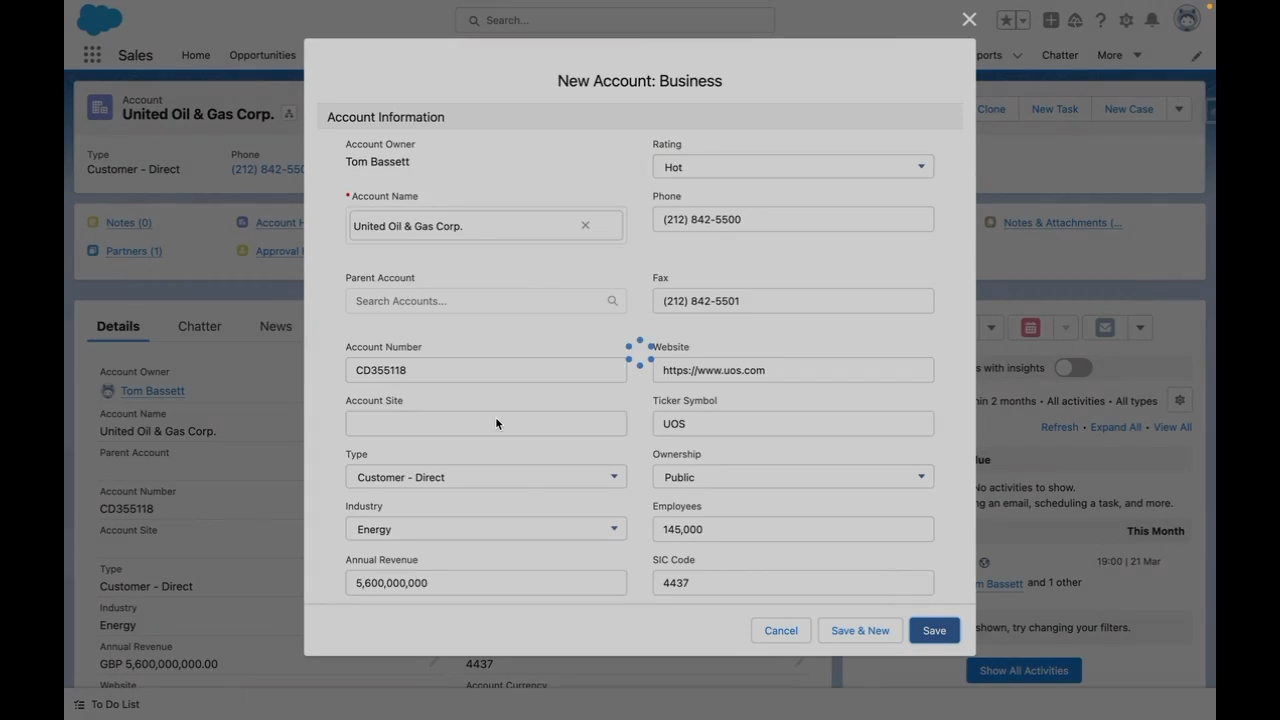 Search...
Sales
Home
Opportunities
ports
Chatter
More
Account
United Oil & Gas Corp.
Clone
New Task
New Case
Type
Customer - Direct
Phone
(212) 842-550
Notes (0)
Account H
Notes & Attachments (...
Partners (1)
Approval
Details
Chatter
News
Account Owner
Tom Bassett
Account Name
United Oil & Gas Corp.
Parent Account
Account Number
CD355118
Account Site
Type
Customer - Direct
Industry
Energy
Annual Revenue
GBP 5,600,000,000.00
Website
4437
Account Currency
New Account: Business
Account Information
Account Owner
Tom Bassett
Rating
Hot
* Account Name
United Oil & Gas Corp.
Phone
(212) 842-5500
Parent Account
Search Accounts...
Fax
(212) 842-5501
Account Number
CD355118
Website
https://www.uos.com
Account Site
Ticker Symbol
UOS
Type
Customer - Direct
Ownership
Public
Industry
Energy
Employees
145,000
Annual Revenue
5,600,000,000
SIC Code
4437
Cancel
Save & New
Save
s with insights
hin 2 months • All activities • All types
Refresh • Expand All • View All
due
No activities to show.
ng an email, scheduling a task, and more.
This Month
19:00 | 21 Mar
m Bassett and 1 other
shown, try changing your filters.
Show All Activities
To Do List